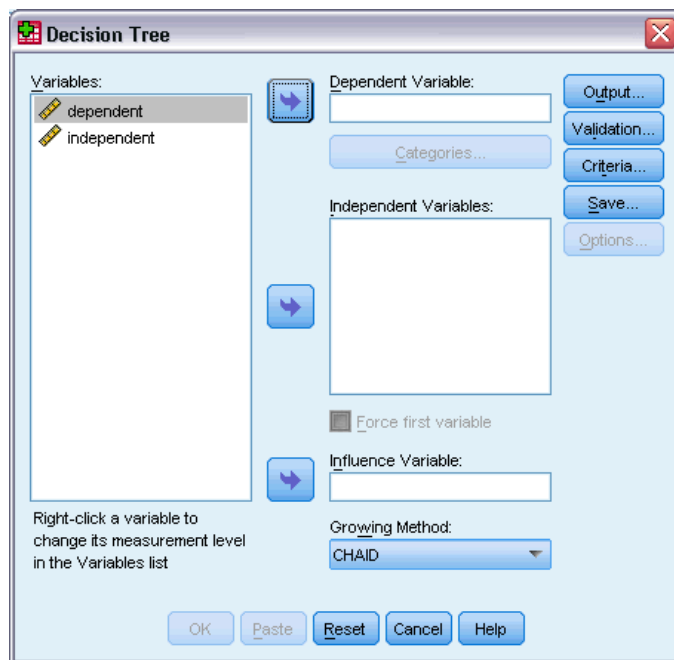 Decision Tree
Variables:
dependent
independent
Right-click a variable to
change its measurement level
in the Variables list
Dependent Variable:
Categories...
Independent Variables:
Force first variable
Influence Variable:
Growing Method:
CHAID
Output...
Validation...
Criteria...
Save...
Options...
OK
Paste
Reset
Cancel
Help